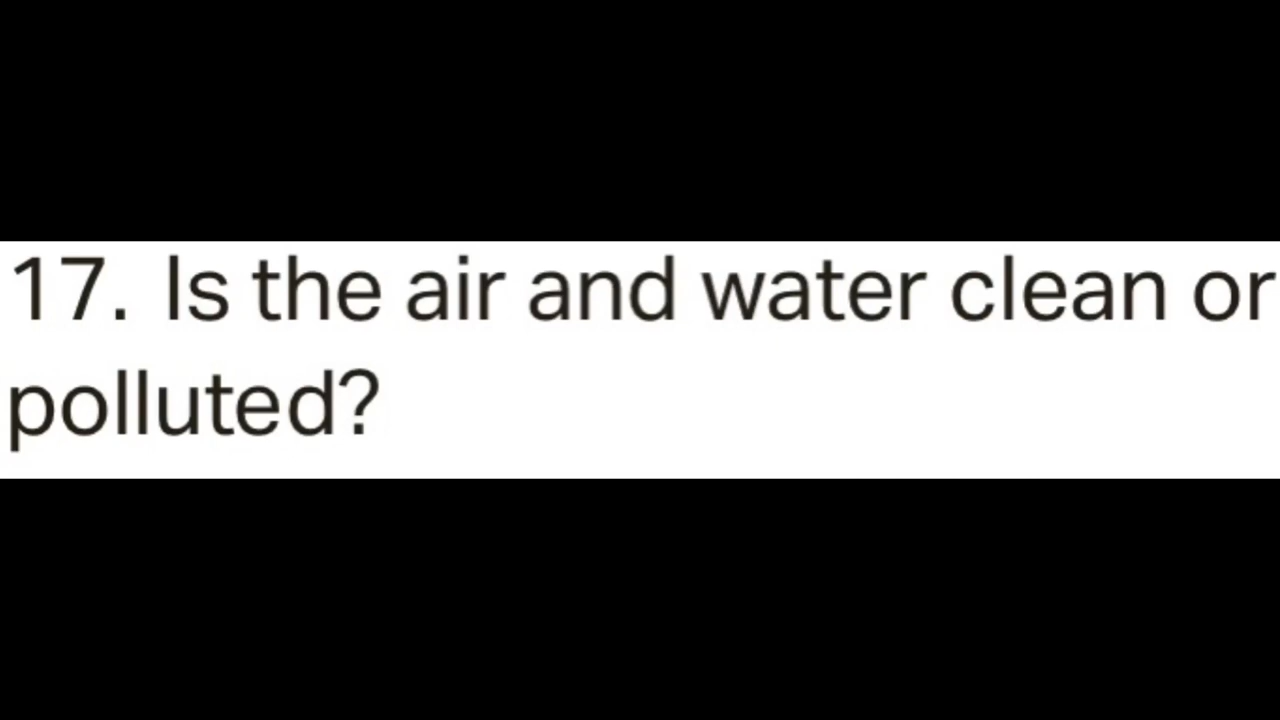 17. Is the air and water clean or
polluted?